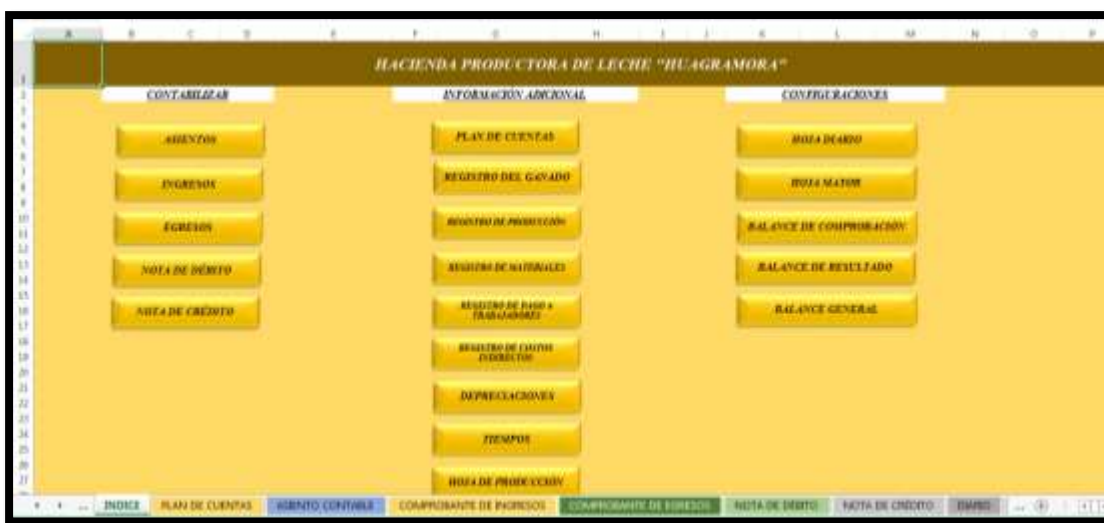 A B C D E F G H I J K L M N O P
HACIENDA PRODUCTORA DE LECHE "HUAGRAMORA"
CONTABILIZAR
ASIENTOS
INGRESOS
EGRESOS
NOTA DE DÉBITO
NOTA DE CRÉDITO
INFORMACIÓN ADICIONAL
PLAN DE CUENTAS
REGISTRO DEL GANADO
REGISTRO DE PRODUCCIÓN
REGISTRO DE MATERIALES
REGISTRO DE PAGO A
TRABAJADORES
REGISTRO DE COSTOS
INDIRECTOS
DEPRECIACIONES
TIEMPOS
HOJA DE PRODUCCIÓN
CONFIGURACIONES
HOJA DIARIO
HOJA MAYOR
BALANCE DE COMPROBACIÓN
BALANCE DE RESULTADO
BALANCE GENERAL
... INDICE PLAN DE CUENTAS ASIENTO CONTABLE COMPROBANTE DE INGRESOS COMPROBANTE DE EGRESOS NOTA DE DÉBITO NOTA DE CRÉDITO DIARIO ...